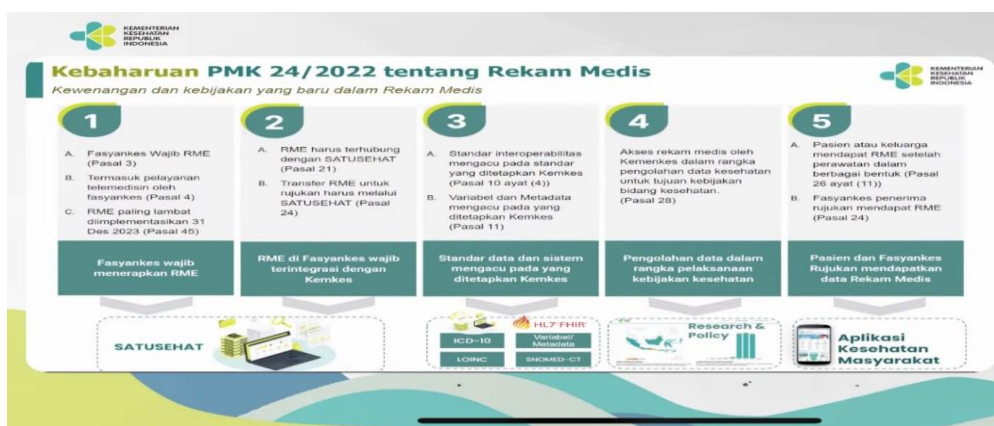 KEMENTERIAN
KESEHATAN
REPUBLIK
INDONESIA
Kebaharuan PMK 24/2022 tentang Rekam Medis
Kewenangan dan kebijakan yang baru dalam Rekam Medis
KEMENTERIAN
KESEHATAN
REPUBLIK
INDONESIA
1
A. Fasyankes Wajib RME
(Pasal 3)
B. Termasuk pelayanan
telemedisin oleh
fasyankes (Pasal 4)
C. RME paling lambat
diimplementasikan 31
Des 2023 (Pasal 45)
Fasyankes wajib
menerapkan RME
2
A. RME harus terhubung
dengan SATUSEHAT
(Pasal 21)
B. Transfer RME untuk
rujukan harus melalui
SATUSEHAT (Pasal
24)
RME di Fasyankes wajib
terintegrasi dengan
Kemkes
3
A. Standar interoperabilitas
mengacu pada standar
yang ditetapkan Kemkes
(Pasal 10 ayat (4))
B. Variabel dan Metadata
mengacu pada yang
ditetapkan Kemkes
(Pasal 11)
Standar data dan sistem
mengacu pada yang
ditetapkan Kemkes
4
Akses rekam medis oleh
Kemenkes dalam rangka
pengolahan data kesehatan
untuk tujuan kebijakan
bidang kesehatan.
(Pasal 28)
Pengolahan data dalam
rangka pelaksanaan
kebijakan kesehatan
5
A. Pasien atau keluarga
mendapat RME setelah
perawatan dalam
berbagai bentuk (Pasal
26 ayat (11))
B. Fasyankes penerima
rujukan mendapat RME
(Pasal 24)
Pasien dan Fasyankes
Rujukan mendapatkan
data Rekam Medis
SATUSEHAT
HL7 FHIR
ICD-10
Variabel/
Metadata
LOINC
SNOMED-CT
Research &
Policy
Aplikasi
Kesehatan
Masyarakat